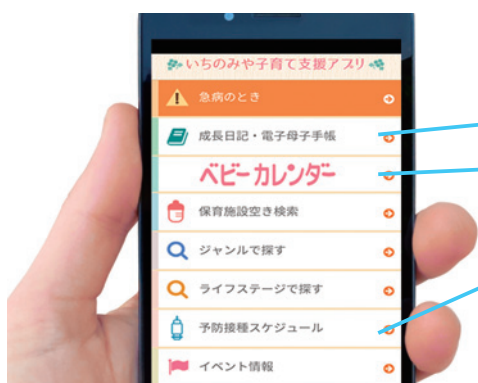 いちのみや子育て支援アプリ
急病のとき
成長日記・電子母子手帳
ベビーカレンダー
保育施設空き検索
ジャンルで探す
ライフステージで探す
予防接種スケジュール
イベント情報